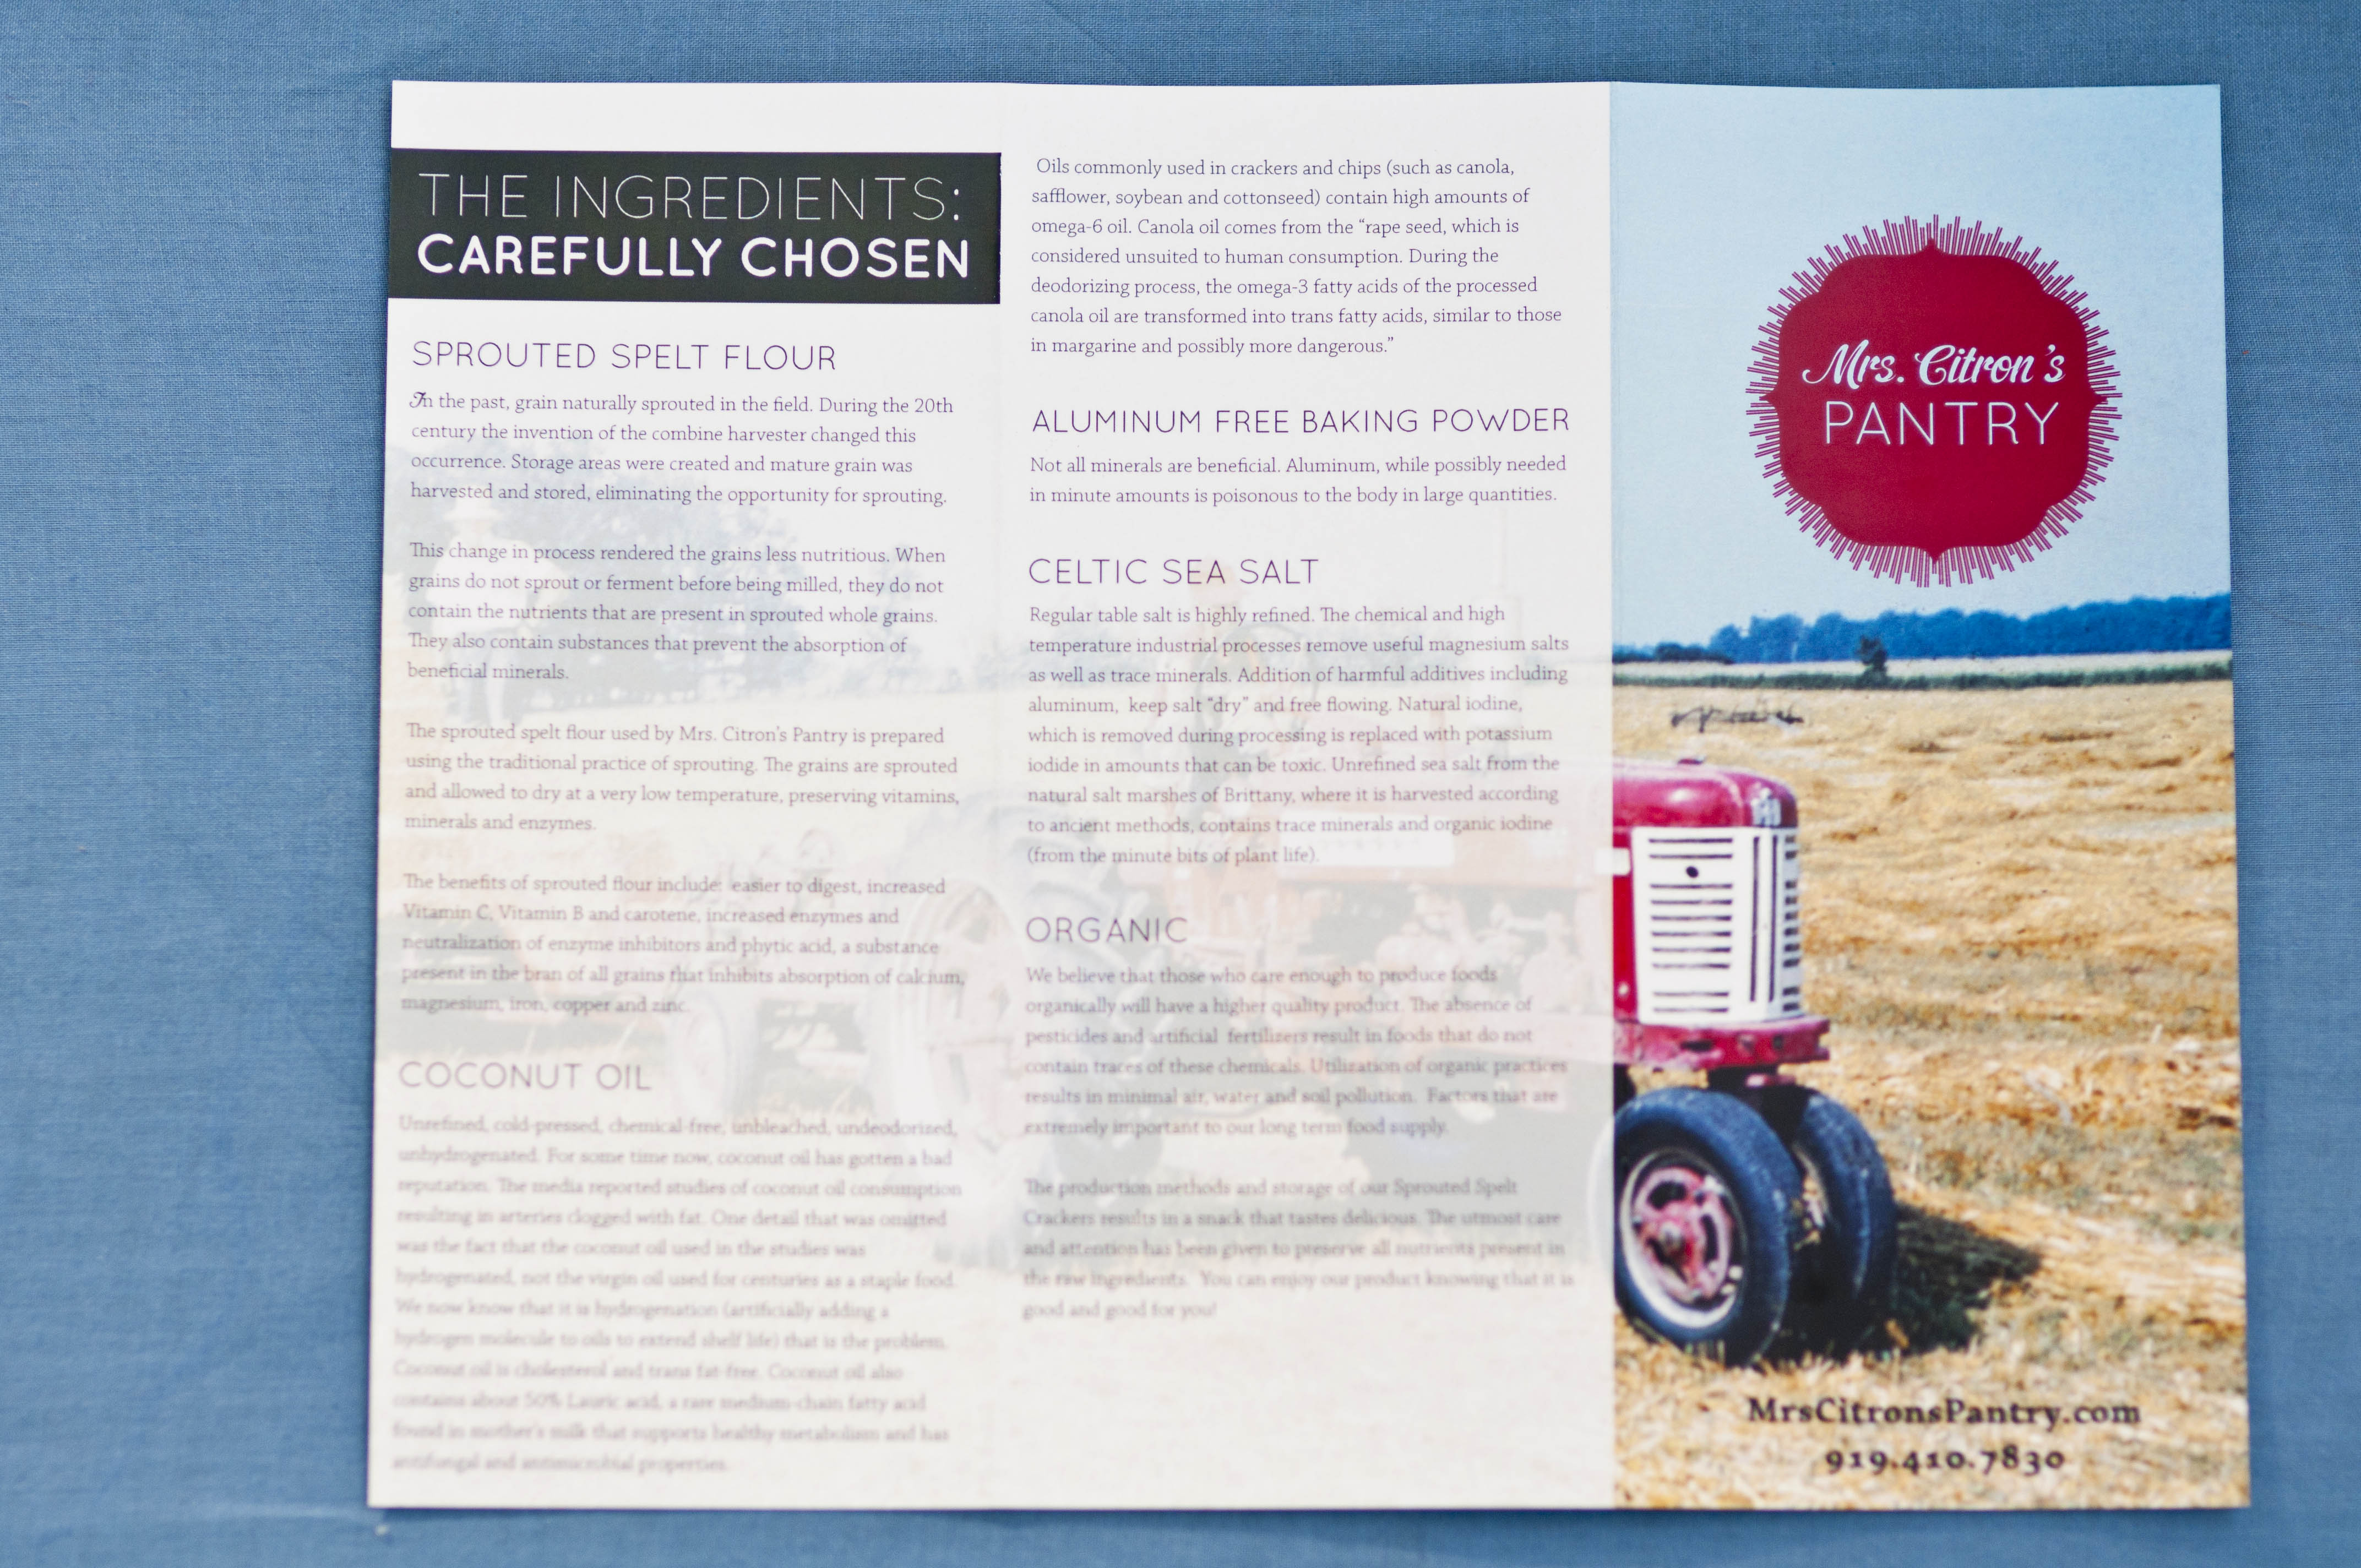 THE INGREDIENTS:
CAREFULLY CHOSEN
SPROUTED SPELT FLOUR
In the past, grain naturally sprouted in the field. During the 20th
century the invention of the combine harvester changed this
occurrence. Storage areas were created and mature grain was
harvested and stored, eliminating the opportunity for sprouting.
This change in process rendered the grains less nutritious. When
grains do not sprout or ferment before being milled, they do not
contain the nutrients that are present in sprouted whole grains.
They also contain substances that prevent the absorption of
beneficial minerals.
The sprouted spelt flour used by Mrs. Citron's Pantry is prepared
using the traditional practice of sprouting. The grains are sprouted
and allowed to dry at a very low temperature, preserving vitamins,
minerals and enzymes.
The benefits of sprouted flour include: easier to digest, increased
Vitamin C, Vitamin B and carotene, increased enzymes and
neutralization of enzyme inhibitors and phytic acid, a substance
present in the bran of all grains that inhibits absorption of calcium,
magnesium, iron, copper and zinc.
COCONUT OIL
Unrefined, cold-pressed, chemical-free, unbleached, undeodorized,
unhydrogenated. For some time now, coconut oil has gotten a bad
reputation. The media reported studies of coconut oil consumption
resulting in arteries clogged with fat. One detail that was omitted
was the fact that the coconut oil used in the studies was
hydrogenated, not the virgin oil used for centuries as a staple food.
We now know that it is hydrogenation (artificially adding a
hydrogen molecule to oils to extend shelf life) that is the problem.
Coconut oil is cholesterol and trans fat-free. Coconut oil also
contains about 50% Lauric acid, a rare medium-chain fatty acid
found in mother's milk that supports healthy metabolism and has
antifungal and antimicrobial properties.
Oils commonly used in crackers and chips (such as canola,
safflower, soybean and cottonseed) contain high amounts of
omega-6 oil. Canola oil comes from the “rape seed, which is
considered unsuited to human consumption. During the
deodorizing process, the omega-3 fatty acids of the processed
canola oil are transformed into trans fatty acids, similar to those
in margarine and possibly more dangerous.”
ALUMINUM FREE BAKING POWDER
Not all minerals are beneficial. Aluminum, while possibly needed
in minute amounts is poisonous to the body in large quantities.
CELTIC SEA SALT
Regular table salt is highly refined. The chemical and high
temperature industrial processes remove useful magnesium salts
as well as trace minerals. Addition of harmful additives including
aluminum, keep salt “dry” and free flowing. Natural iodine,
which is removed during processing is replaced with potassium
iodide in amounts that can be toxic. Unrefined sea salt from the
natural salt marshes of Brittany, where it is harvested according
to ancient methods, contains trace minerals and organic iodine
(from the minute bits of plant life).
ORGANIC
We believe that those who care enough to produce foods
organically will have a higher quality product. The absence of
pesticides and artificial fertilizers result in foods that do not
contain traces of these chemicals. Utilization of organic practices
results in minimal air, water and soil pollution. Factors that are
extremely important to our long term food supply.
The production methods and storage of our Sprouted Spelt
Crackers results in a snack that tastes delicious. The utmost care
and attention has been given to preserve all nutrients present in
the raw ingredients. You can enjoy our product knowing that it is
good and good for you!
Mrs. Citron's
PANTRY
MrsCitronsPantry.com
919.410.7830